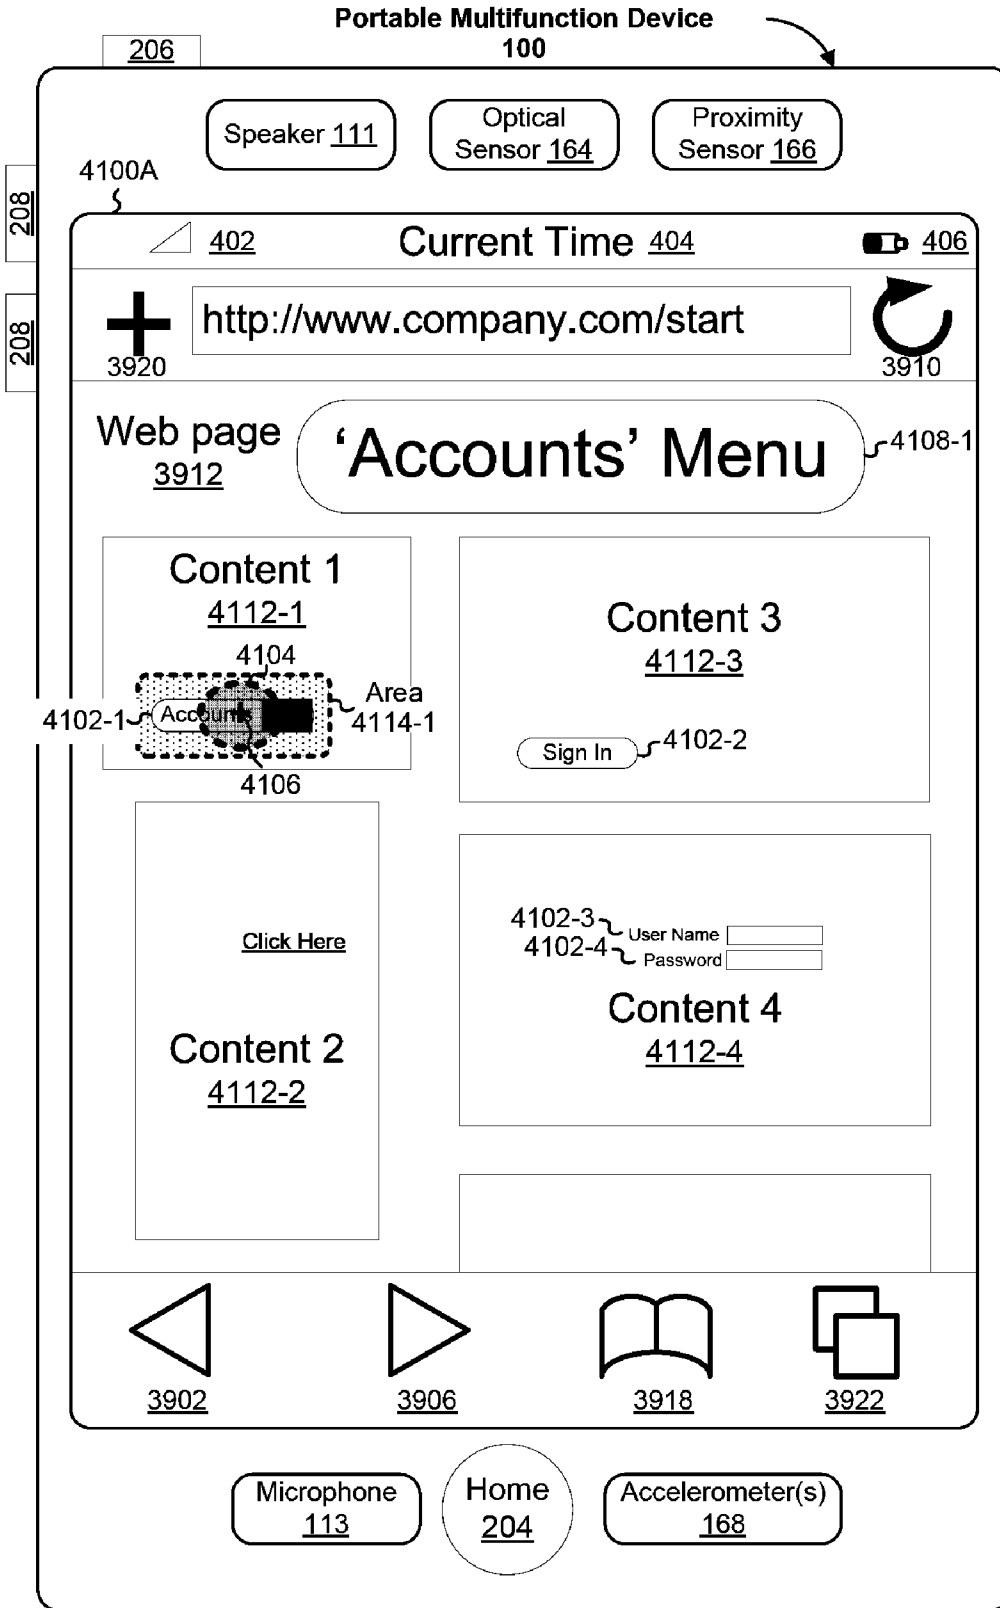 Portable Multifunction Device
100
206
Speaker 111
Optical
Sensor 164
Proximity
Sensor 166
4100A
208
208
402
Current Time 404
406
http://www.company.com/start
3920
3910
Web page
3912
‘Accounts’ Menu
4108-1
Content 1
4112-1
4104
Area
4114-1
4102-1
Accounts
4106
Content 3
4112-3
Sign In
4102-2
Click Here
Content 2
4112-2
4102-3
User Name
4102-4
Password
Content 4
4112-4
3902
3906
3918
3922
Microphone
113
Home
204
Accelerometer(s)
168